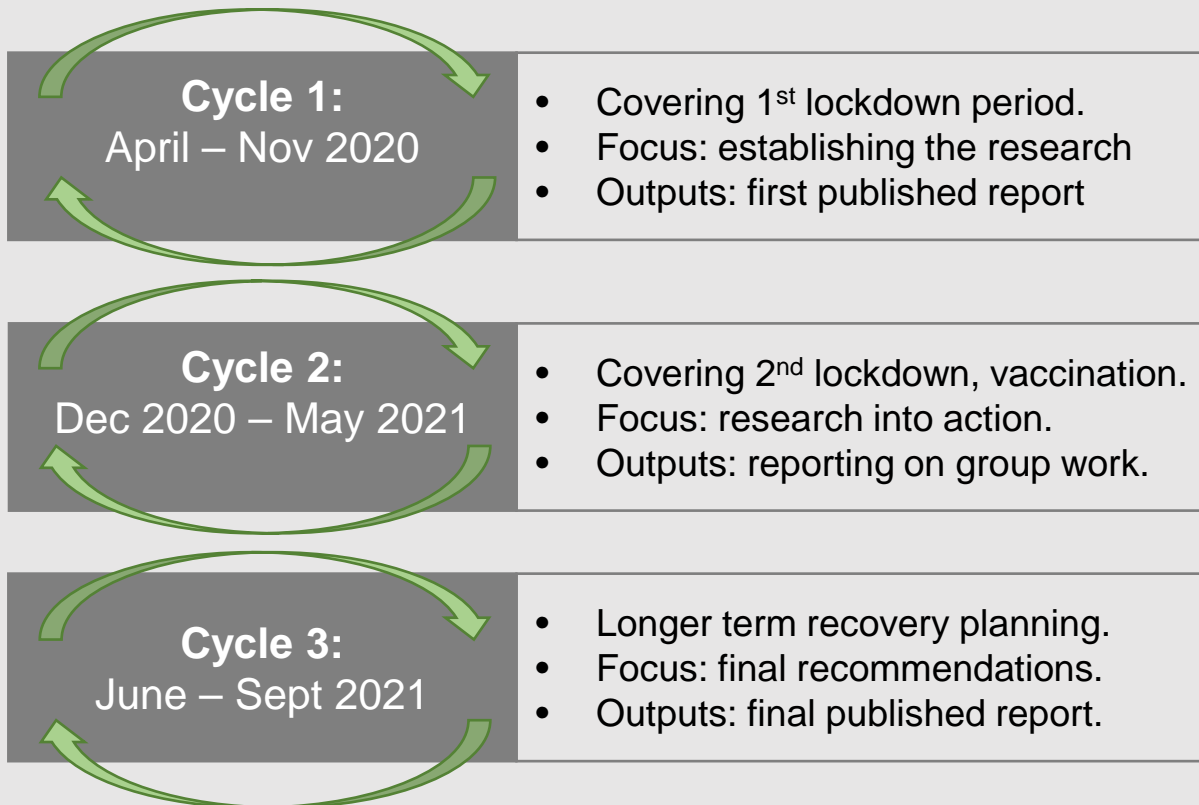 Cycle 1:
April – Nov 2020
• Covering 1st lockdown period.
• Focus: establishing the research
• Outputs: first published report
Cycle 2:
Dec 2020 – May 2021
• Covering 2nd lockdown, vaccination.
• Focus: research into action.
• Outputs: reporting on group work.
Cycle 3:
June – Sept 2021
• Longer term recovery planning.
• Focus: final recommendations.
• Outputs: final published report.